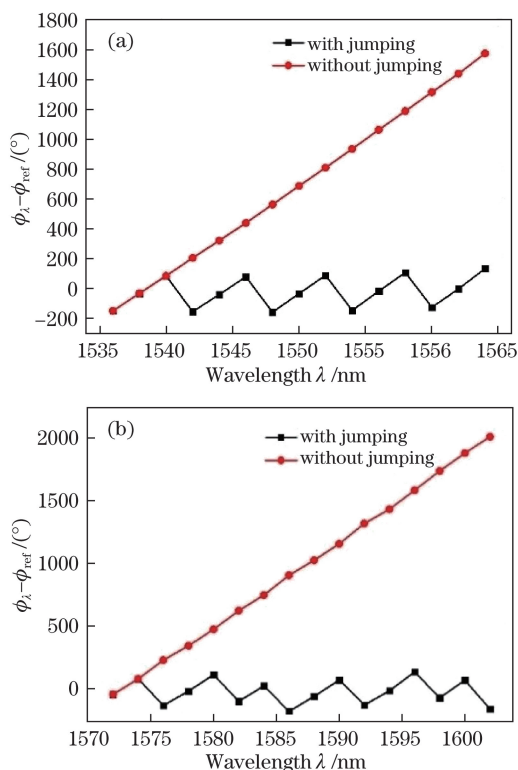 (a)
with jumping
without jumping
1800
1600
1400
1200
1000
800
600
400
200
0
−200
ϕλ−ϕref /(°)
1535 1540 1545 1550 1555 1556 1565
Wavelength λ /nm
(b)
with jumping
without jumping
2000
1500
1000
500
0
ϕλ−ϕref /(°)
1570 1575 1580 1585 1590 1595 1600
Wavelength λ /nm